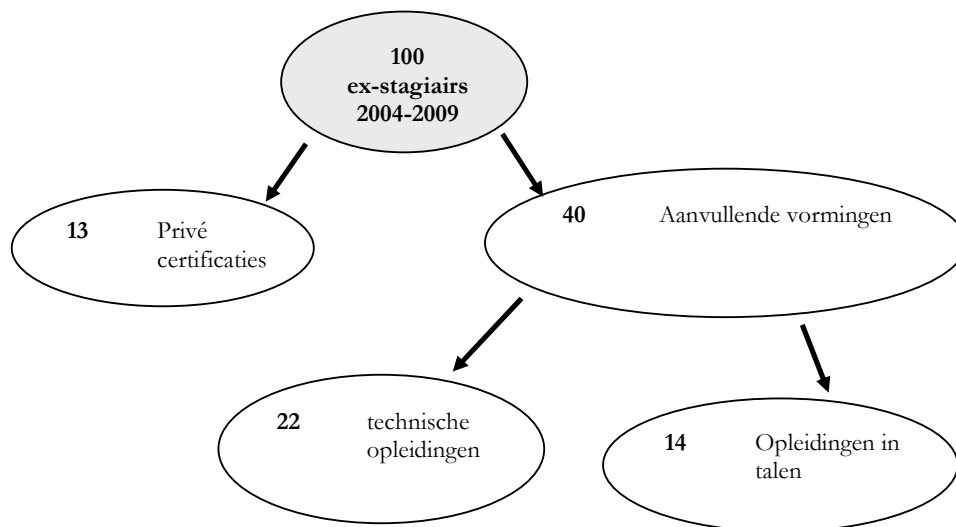 100
ex-stagiairs
2004-2009
13 Privé
certificaties
40 Aanvullende vormingen
22 technische
opleidingen
14 Opleidingen in
talen